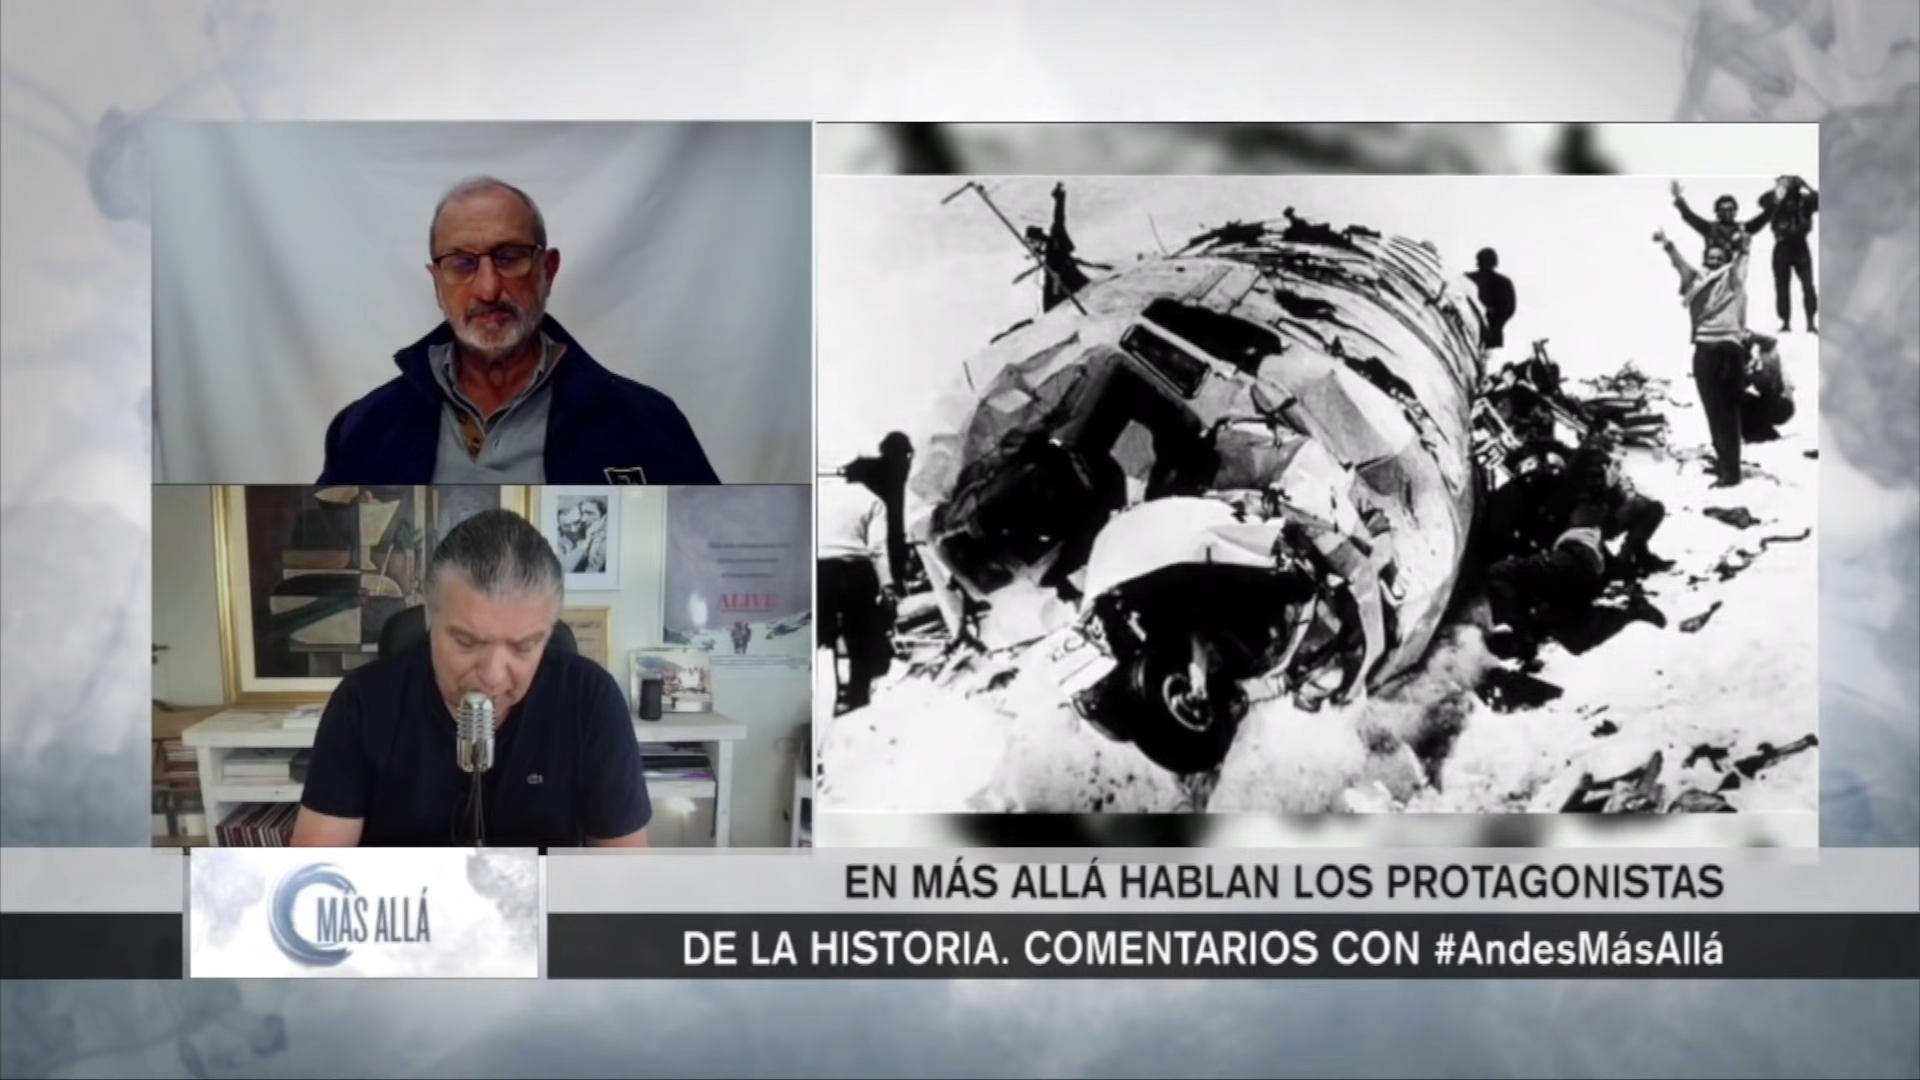 ALIVE
EN MÁS ALLÁ HABLAN LOS PROTAGONISTAS
MÁS ALLÁ
DE LA HISTORIA. COMENTARIOS CON #AndesMásAllá